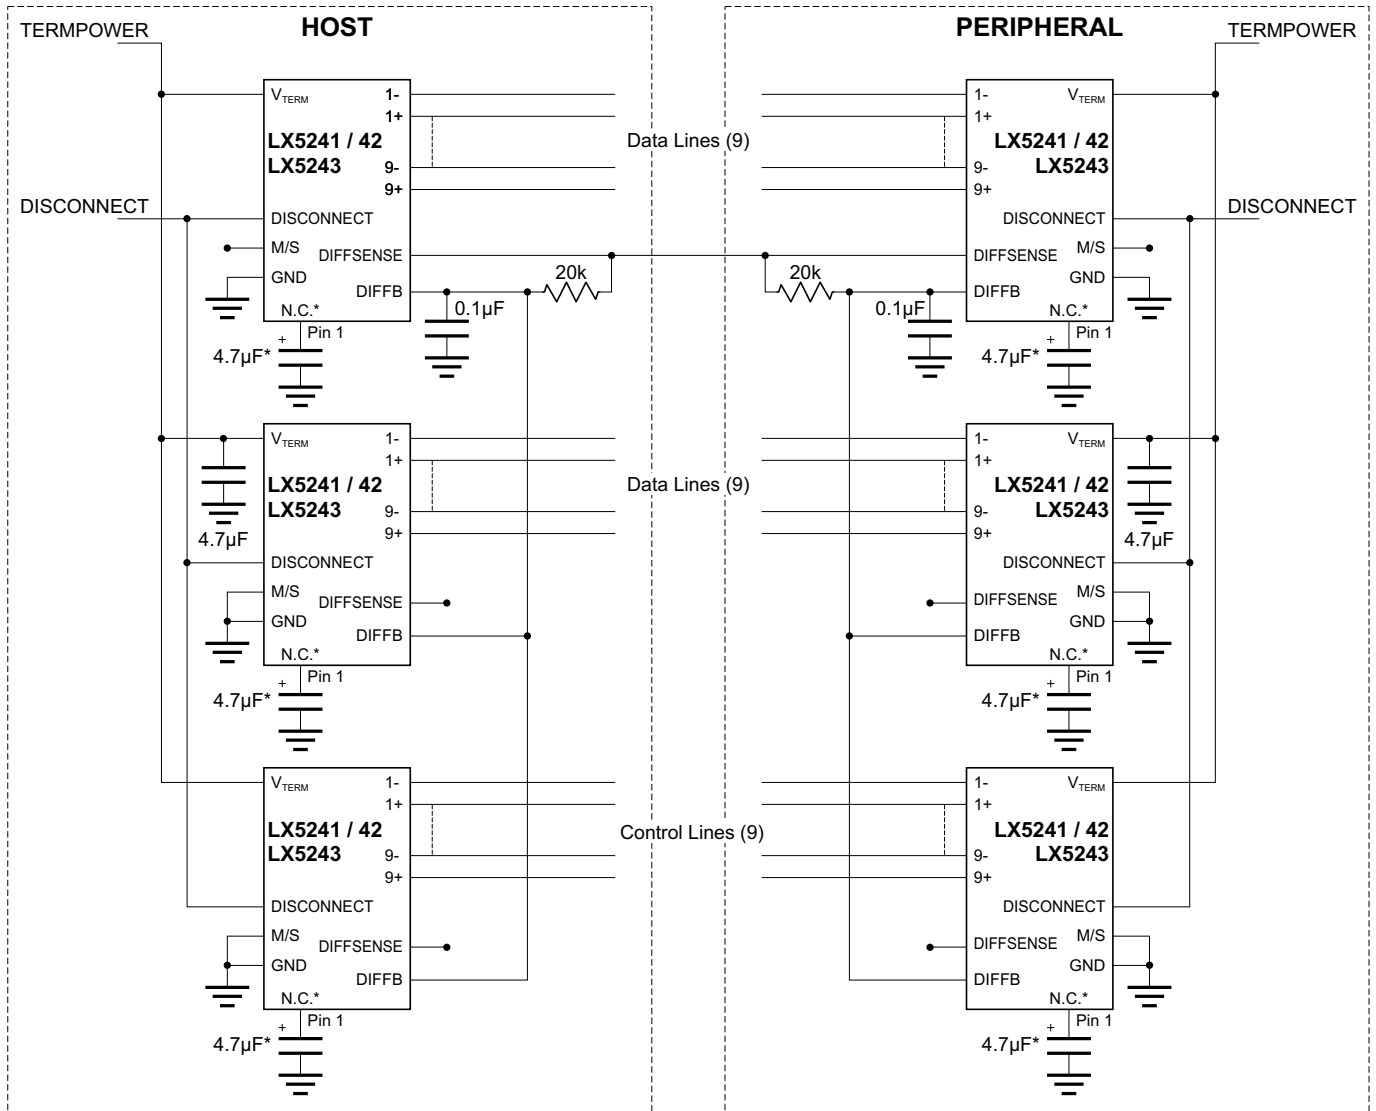 HOST
PERIPHERAL
TERMPOWER
TERMPOWER
DISCONNECT
DISCONNECT
VTERM
1-
1+
LX5241 / 42
LX5243
9-
9+
DISCONNECT
M/S
DIFFSENSE
GND
DIFFB
N.C.*
Pin 1
+
4.7µF*
0.1µF
20k
Data Lines (9)
1-
VTERM
1+
LX5241 / 42
LX5243
9-
9+
DISCONNECT
M/S
DIFFSENSE
GND
DIFFB
N.C.*
Pin 1
+
4.7µF*
0.1µF
20k
VTERM
1-
1+
LX5241 / 42
LX5243
9-
9+
4.7µF
DISCONNECT
M/S
DIFFSENSE
GND
DIFFB
N.C.*
Pin 1
+
4.7µF*
Data Lines (9)
1-
VTERM
1+
LX5241 / 42
LX5243
9-
9+
4.7µF
DISCONNECT
M/S
DIFFSENSE
GND
DIFFB
N.C.*
Pin 1
+
4.7µF*
VTERM
1-
1+
LX5241 / 42
LX5243
9-
9+
DISCONNECT
M/S
DIFFSENSE
GND
DIFFB
N.C.*
Pin 1
+
4.7µF*
Control Lines (9)
1-
VTERM
1+
LX5241 / 42
LX5243
9-
9+
DISCONNECT
M/S
DIFFSENSE
GND
DIFFB
N.C.*
Pin 1
+
4.7µF*